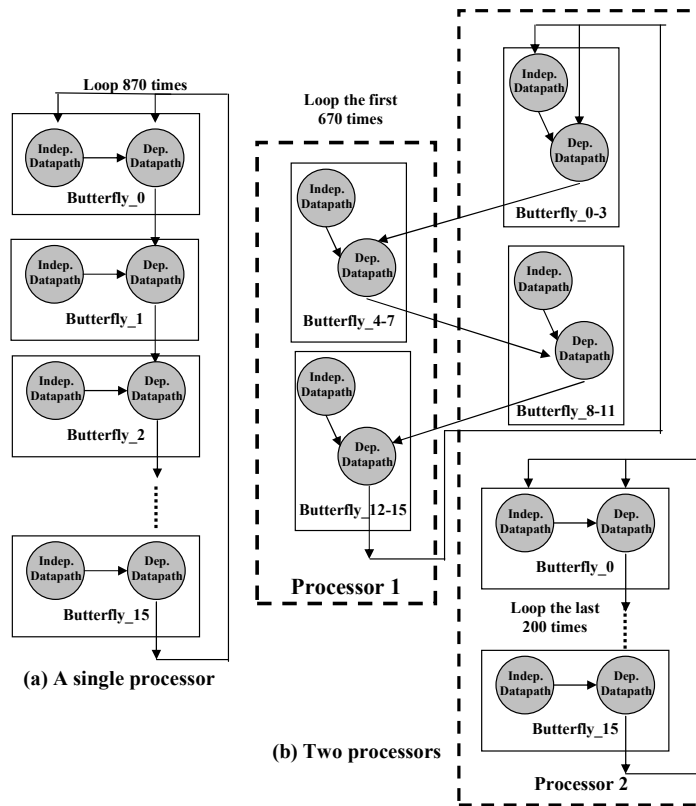 Loop 870 times
Indep.
Datapath
Dep.
Datapath
Butterfly_0
Indep.
Datapath
Dep.
Datapath
Butterfly_1
Indep.
Datapath
Dep.
Datapath
Butterfly_2
Indep.
Datapath
Dep.
Datapath
Butterfly_15
(a) A single processor
Loop the first
670 times
Indep.
Datapath
Dep.
Datapath
Butterfly_4-7
Indep.
Datapath
Dep.
Datapath
Butterfly_12-15
Processor 1
Indep.
Datapath
Dep.
Datapath
Butterfly_0-3
Indep.
Datapath
Dep.
Datapath
Butterfly_8-11
Indep.
Datapath
Dep.
Datapath
Butterfly_0
Loop the last
200 times
Indep.
Datapath
Dep.
Datapath
Butterfly_15
Processor 2
(b) Two processors